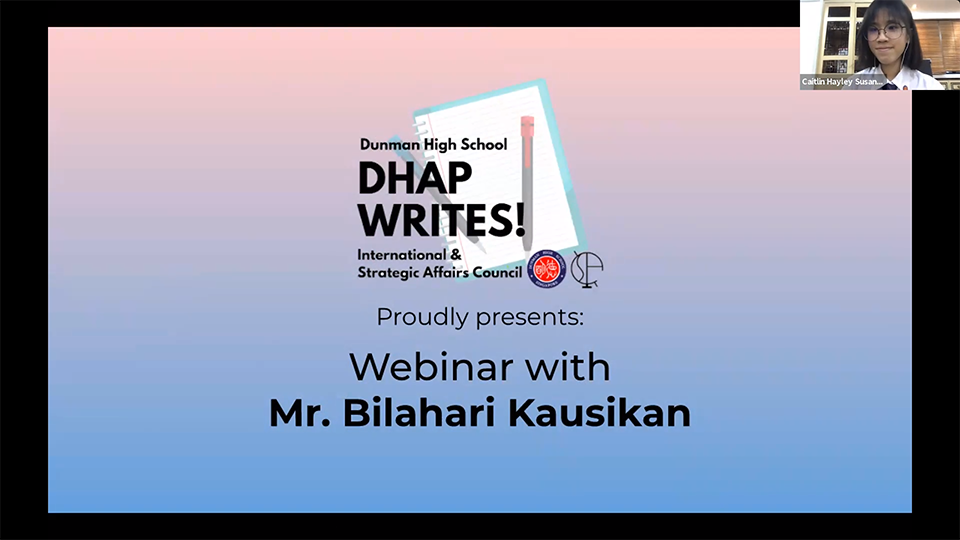 Caitlin Hayley Susan...
Dunman High School
DHAP
WRITES!
International &
Strategic Affairs Council
Proudly presents:
Webinar with
Mr. Bilahari Kausikan